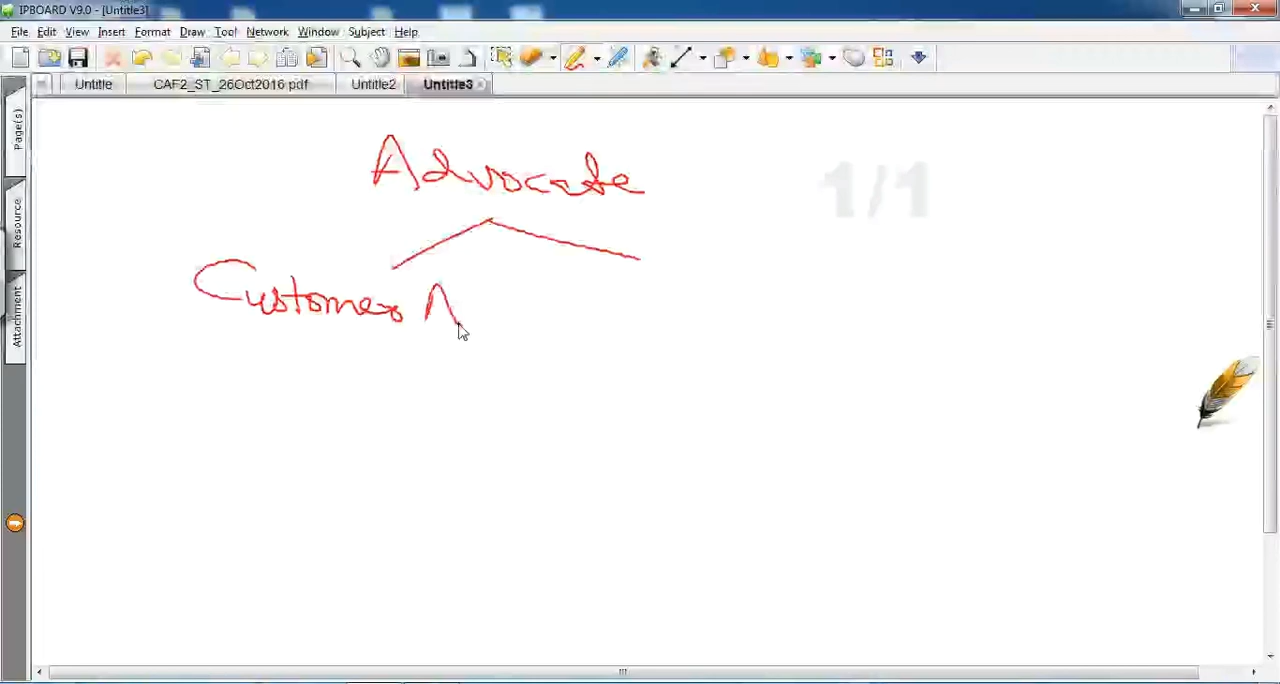 IPBOARD V9.0 - [Untitle3]
File Edit View Insert Format Draw Tool Network Window Subject Help
Untitle CAF2_ST_26Oct2016 pdf Untitle2 Untitle3
Page(s)
Resource
Attachment
1/1
Advocate
Customer